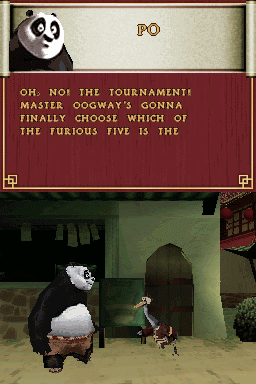 PO
OH, NO! THE TOURNAMENT!
MASTER OOGWAY'S GONNA
FINALLY CHOOSE WHICH OF
THE FURIOUS FIVE IS THE